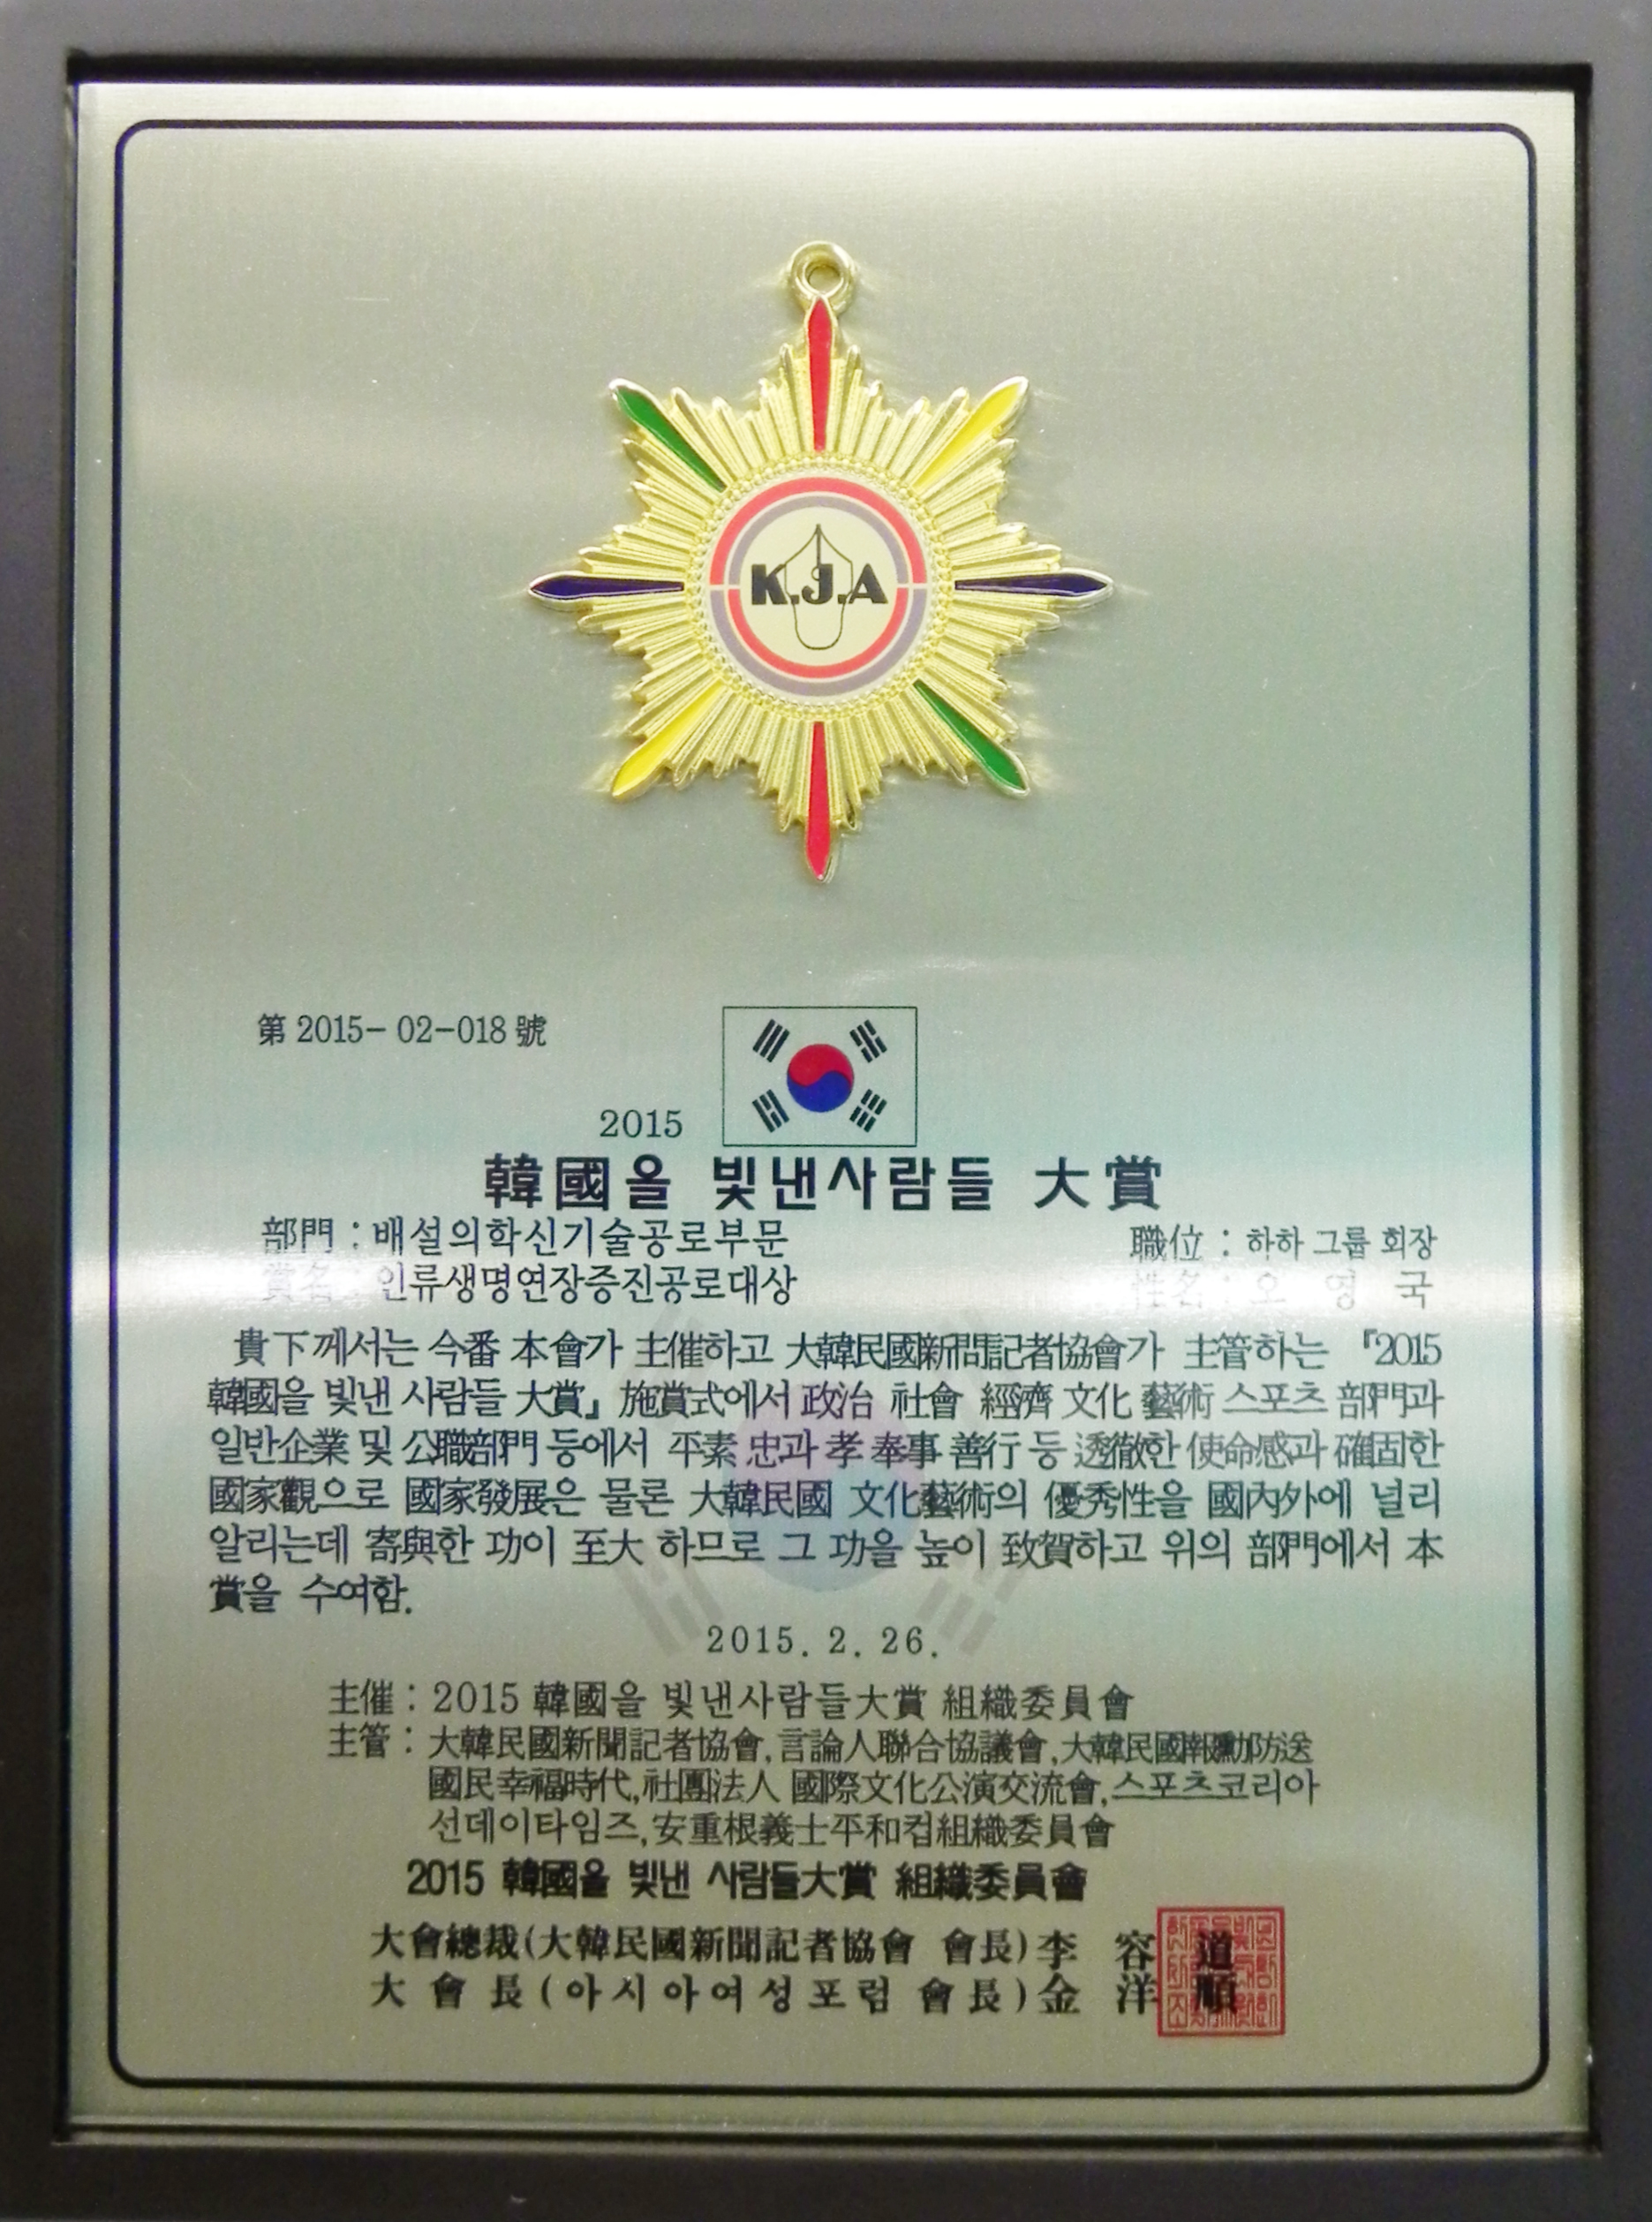 K.J.A
第 2015- 02-018 號
2015
韓國올 빛낸사람들 大賞
部門 : 배설의학신기술공로부문
職位 : 하하 그룹 회장
賞名 : 인류생명연장증진공로대상
姓名 : 오 영 국
貴下께서는 今番 本會가 主催하고 大韓民國新聞記者協會가 主管하는 『2015
韓國을 빛낸 사람들 大賞』 施賞式에서 政治 社會 經濟 文化 藝術 스포츠 部門과
일반企業 및 公職部門 등에서 平素 忠과 孝 奉事 善行 등 透徹한 使命感과 確固한
國家觀으로 國家發展은 물론 大韓民國 文化藝術의 優秀性을 國內外에 널리
알리는데 寄與한 功이 至大 하므로 그 功을 높이 致賀하고 위의 部門에서 本
賞을 수여함.
2015. 2. 26.
主催 : 2015 韓國올 빛낸사람들大賞 組織委員會
主管 : 大韓民國新聞記者協會, 言論人聯合協議會, 大韓民國報勳防送
國民幸福時代, 社團法人 國際文化公演交流會, 스포츠코리아
선데이타임즈, 安重根義士平和컵組織委員會
2015 韓國올 빛낸 사람들大賞 組織委員會
大會總裁(大韓民國新聞記者協會 會長) 李 容 道
大 會 長 (아시아여성포럼 會長) 金 洋 順